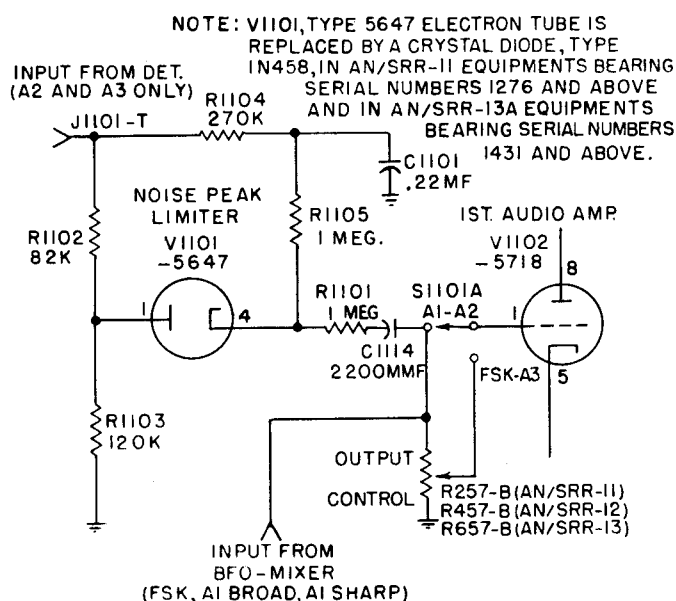 NOTE: V1101, TYPE 5647 ELECTRON TUBE IS
REPLACED BY A CRYSTAL DIODE, TYPE
IN458, IN AN/SRR-11 EQUIPMENTS BEARING
SERIAL NUMBERS 1276 AND ABOVE
AND IN AN/SRR-13A EQUIPMENTS
BEARING SERIAL NUMBERS
1431 AND ABOVE.
INPUT FROM DET.
(A2 AND A3 ONLY)
J1101-T
R1104
270K
C1101
.22MF
NOISE PEAK
LIMITER
V1101
-5647
R1102
82K
R1105
1 MEG.
1ST. AUDIO AMP.
V1102
-5718
8
1
4
R1101
1 MEG
C1114
2200MMF
S1101A
A1-A2
1
5
FSK-A3
R1103
120K
OUTPUT
CONTROL
R257-B(AN/SRR-11)
R457-B(AN/SRR-12)
R657-B(AN/SRR-13)
INPUT FROM
BFO-MIXER
(FSK, A1 BROAD, A1 SHARP)